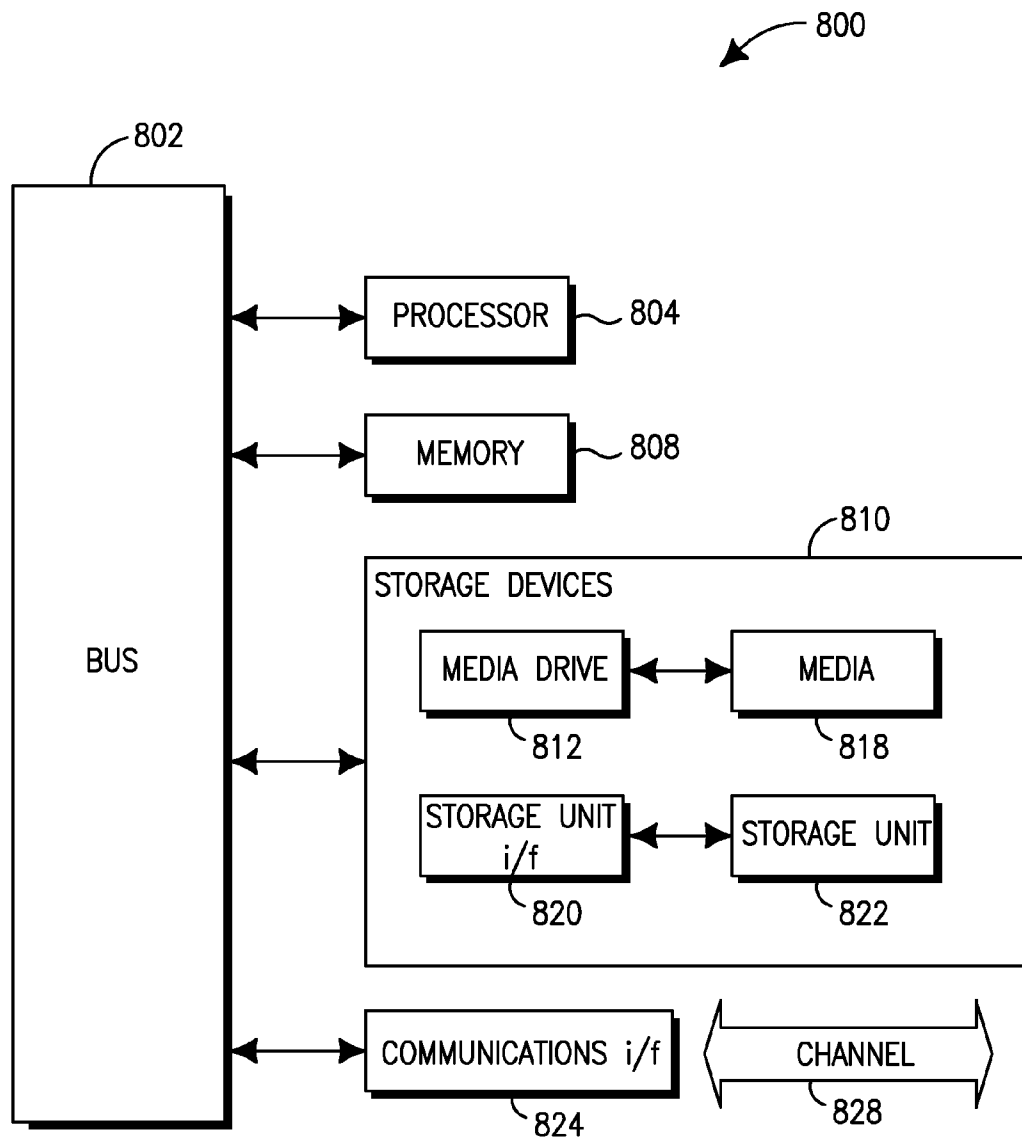 800
802
PROCESSOR
804
MEMORY
808
810
STORAGE DEVICES
BUS
MEDIA DRIVE
MEDIA
812
818
STORAGE UNIT
i/f
STORAGE UNIT
820
822
COMMUNICATIONS i/f
CHANNEL
824
828